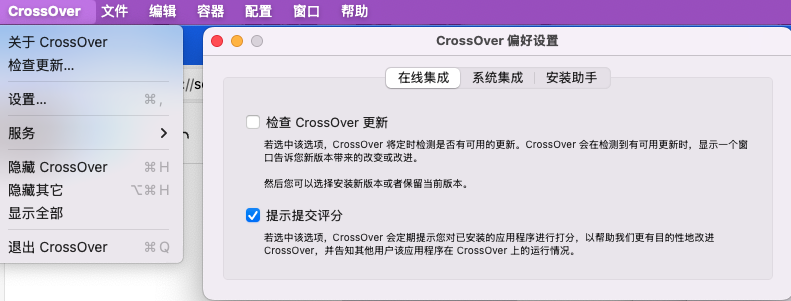 CrossOver 文件 编辑 容器 配置 窗口 帮助
关于 CrossOver
检查更新...
设置... ⌘ ,
服务
隐藏 CrossOver ⌘ H
隐藏其它 ⌥⌘ H
显示全部
退出 CrossOver ⌘ Q
CrossOver 偏好设置
在线集成 系统集成 安装助手
检查 CrossOver 更新
若选中该选项，CrossOver 将定时检测是否有可用的更新。CrossOver 会在检测到有可用更新时，显示一个窗
口告诉您新版本带来的改变或改进。
然后您可以选择安装新版本或者保留当前版本。
提示提交评分
若选中该选项，CrossOver 会定期提示您对已安装的应用程序进行打分，以帮助我们更有目的性地改进
CrossOver，并告知其他用户该应用程序在 CrossOver 上的运行情况。